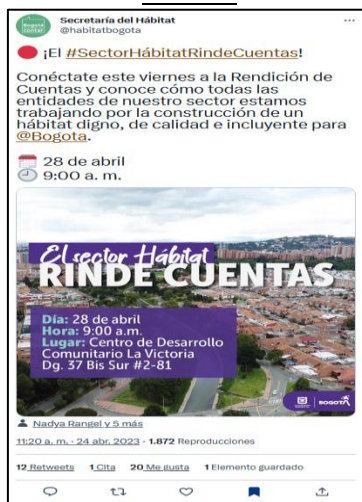 Secretaría del Hábitat
@habitatbogota
¡El #SectorHábitatRindeCuentas!
Conéctate este viernes a la Rendición de
Cuentas y conoce cómo todas las
entidades de nuestro sector estamos
trabajando por la construcción de un
hábitat digno, de calidad e incluyente para
@Bogota.
28 de abril
9:00 a. m.
El sector Hábitat
RINDE CUENTAS
Día: 28 de abril
Hora: 9:00 a.m.
Lugar: Centro de Desarrollo
Comunitario La Victoria
Dg. 37 Bis Sur #2-81
BOGOTÁ
Nadya Rangel y 5 más
11:20 a. m. · 24 abr. 2023 · 1.872 Reproducciones
12 Retweets 1 Cita 20 Me gusta 1 Elemento guardado